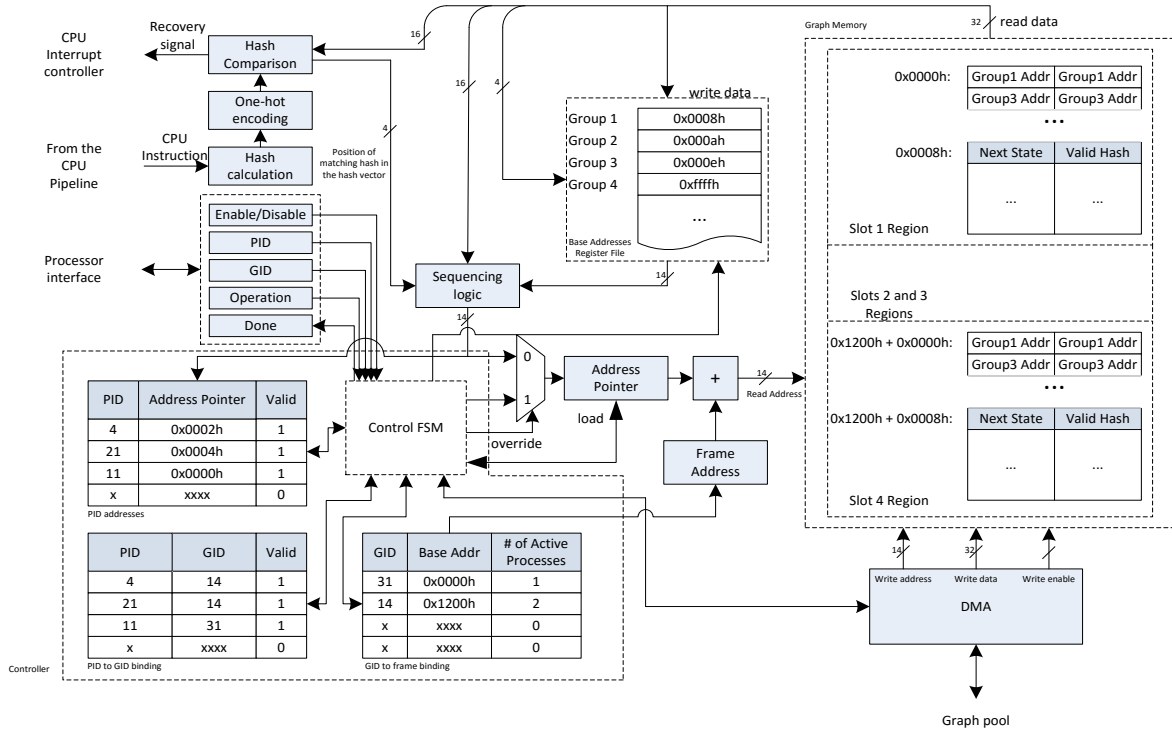 CPU
Interrupt
controller
Recovery
signal
Hash
Comparison
One-hot
encoding
Hash
calculation
From the
CPU
Pipeline
CPU
Instruction
16
4
Position of
matching hash in
the hash vector
16
4
write data
Group 1 0x0008h
Group 2 0x000ah
Group 3 0x000eh
Group 4 0xffffh
...
Base Addresses
Register File
14
Processor
interface
Enable/Disable
PID
GID
Operation
Done
Sequencing
logic
14
0
1
override
Address
Pointer
load
+
14
Read Address
Frame
Address
Control FSM
PID Address Pointer Valid
4 0x0002h 1
21 0x0004h 1
11 0x0000h 1
x xxxx 0
PID addresses
PID GID Valid
4 14 1
21 14 1
11 31 1
x xxxx 0
PID to GID binding
GID Base Addr # of Active
Processes
31 0x0000h 1
14 0x1200h 2
x xxxx 0
x xxxx 0
GID to frame binding
Controller
Graph Memory
32
read data
0x0000h: Group1 Addr Group1 Addr
Group3 Addr Group3 Addr
...
0x0008h: Next State Valid Hash
... ...
Slot 1 Region
Slots 2 and 3
Regions
0x1200h + 0x0000h: Group1 Addr Group1 Addr
Group3 Addr Group3 Addr
...
0x1200h + 0x0008h: Next State Valid Hash
... ...
Slot 4 Region
14 32
Write address Write data Write enable
DMA
Graph pool